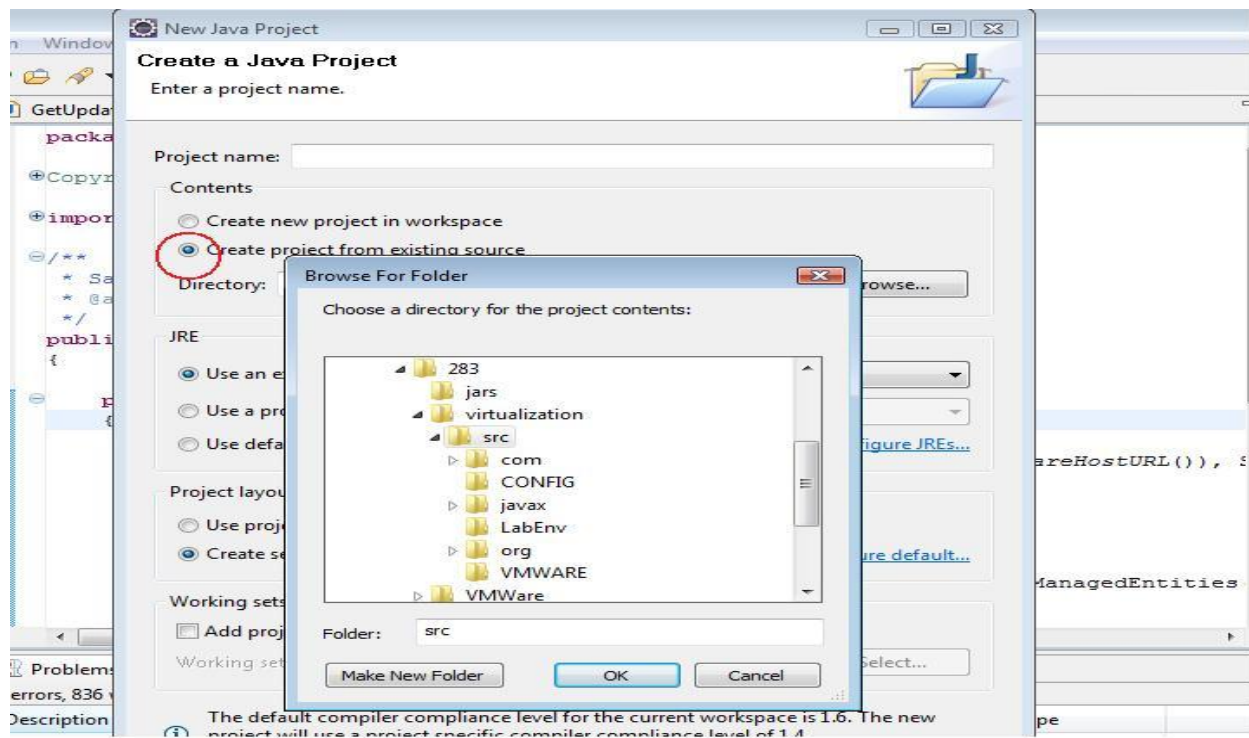 New Java Project
Window
Create a Java Project
Enter a project name.
GetUpda
packa
Project name:
Copyr
Contents
impor
Create new project in workspace
/**
Create project from existing source
* Sa
Browse For Folder
* @a
Directory:
rowse...
*/
Choose a directory for the project contents:
publi
JRE
{
283
Use an e
jars
p
{
Use a pro
virtualization
src
Use defa
figure JREs...
com
areHostURL()),
CONFIG
Project layou
javax
Use proj
LabEnv
org
Create se
ure default...
VMWARE
ManagedEntities
VMWare
Working sets
Add proj
Folder: src
Working set
Select...
Problems
Make New Folder
OK
Cancel
errors, 836
Description
The default compiler compliance level for the current workspace is 1.6. The new
pe
project will use a project specific compiler compliance level of 1.4.